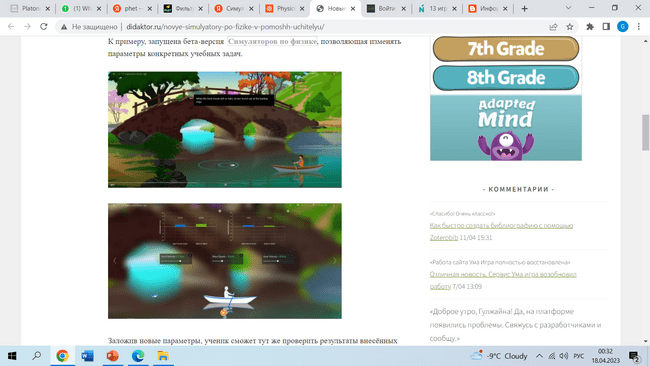 Platon
(1) Wh
phet –
Фильт
Симул
Physic
Новы
Войти
13 игр
Инфор
Не защищено
didaktor.ru/novye-simulyatory-po-fizike-v-pomoshh-uchitelyu/
К примеру, запущена бета-версия Симуляторов по физике, позволяющая изменять
параметры конкретных учебных задач.
Заложив новые параметры, ученик сможет тут же проверить результаты внесённых
7th Grade
8th Grade
Adapted
Mind
- КОММЕНТАРИИ -
«Спасибо! Очень классно!»
Как быстро создать библиографию с помощью
Zoterobib 11/04 15:31
«Работа сайта Ума Игра полностью восстановлена»
Отличная новость. Сервис Ума игра возобновил
работу 7/04 13:09
«Доброе утро, Гулжайна! Да, на платформе
появились проблемы. Свяжусь с разработчиками и
сообщу.»
-9°C Cloudy
РУС
00:32
18.04.2023